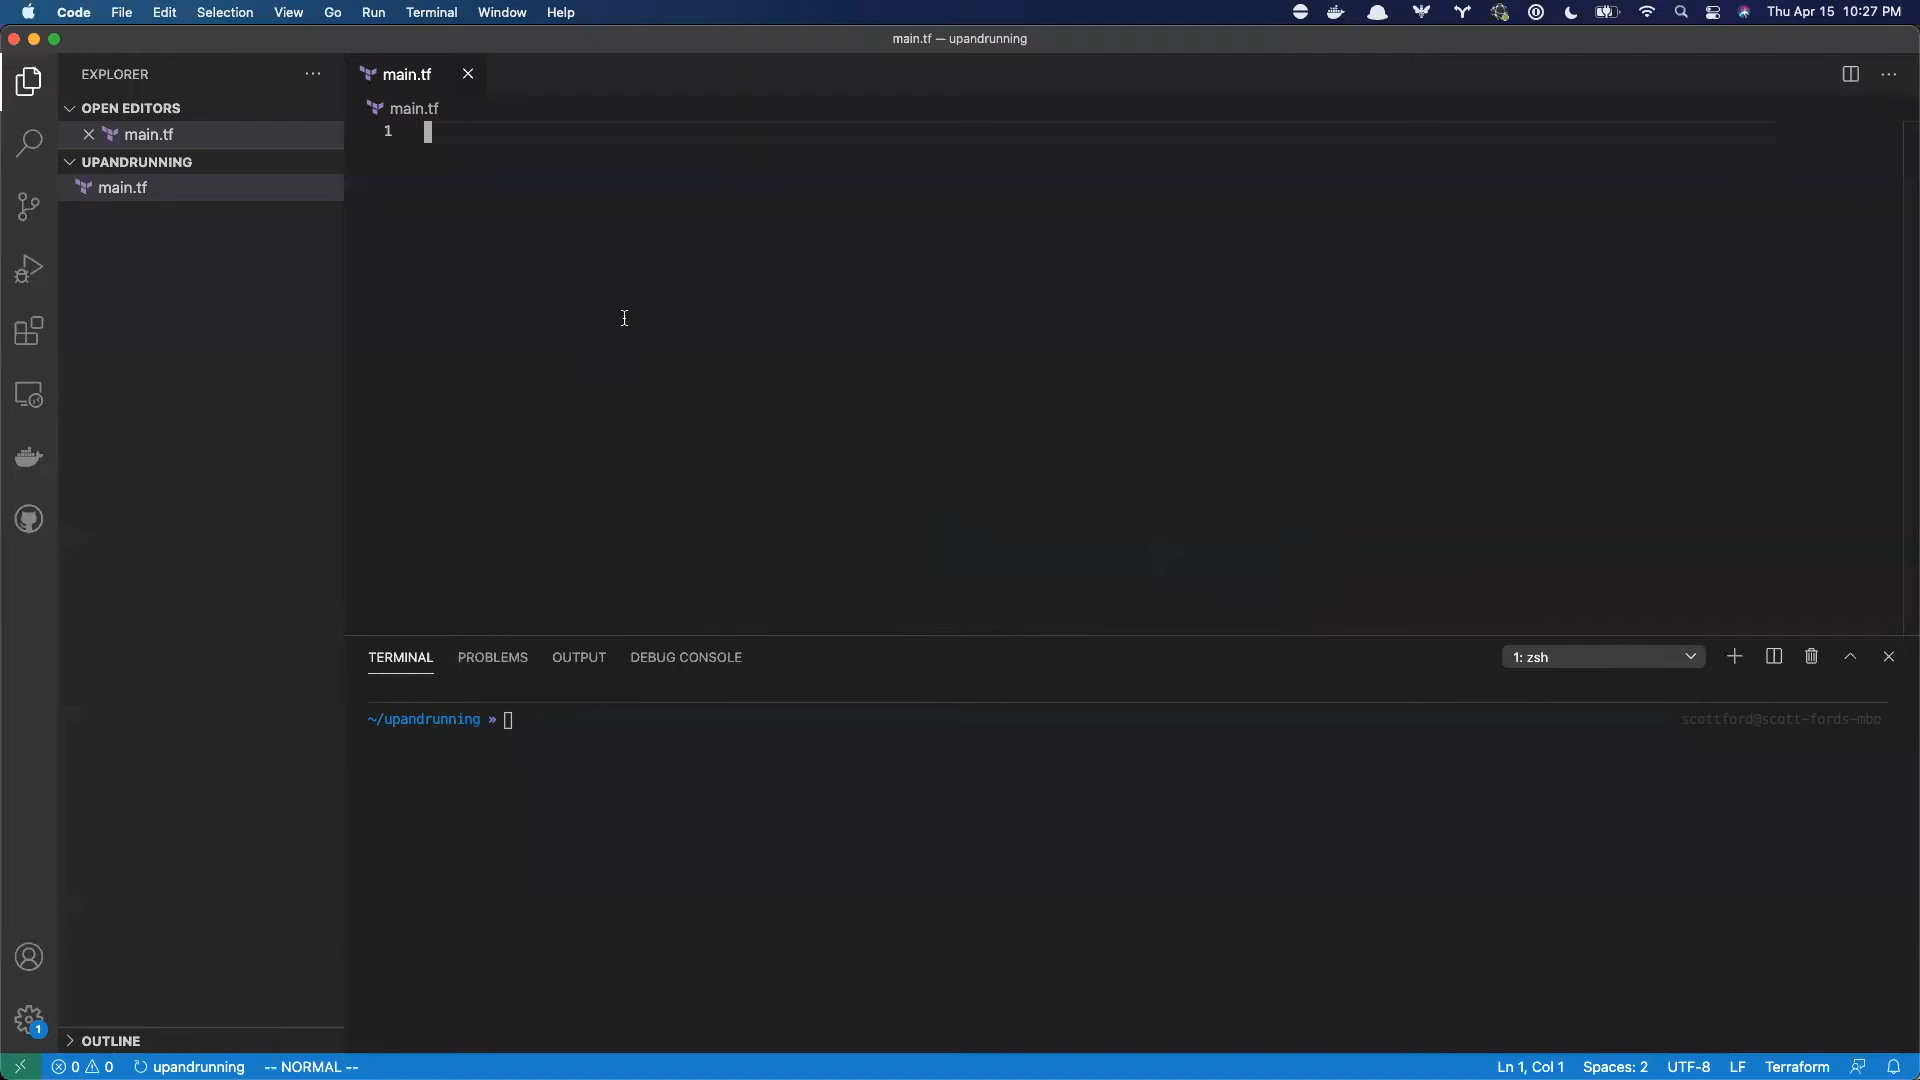 Code File Edit Selection View Go Run Terminal Window Help Thu Apr 15 10:27 PM
main.tf — upandrunning
EXPLORER
main.tf
OPEN EDITORS
main.tf
main.tf
1
UPANDRUNNING
main.tf
TERMINAL PROBLEMS OUTPUT DEBUG CONSOLE 1: zsh
~/upandrunning » scottford@scott-fords-mbp
1
OUTLINE
0 0 upandrunning -- NORMAL -- Ln 1, Col 1 Spaces: 2 UTF-8 LF Terraform